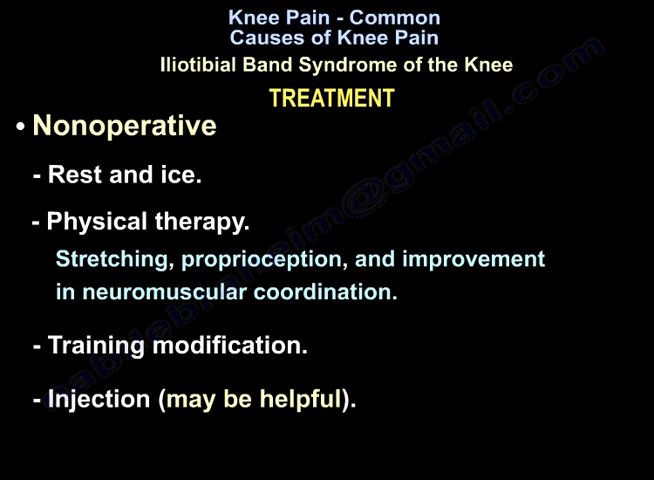 Knee Pain - Common
Causes of Knee Pain
Iliotibial Band Syndrome of the Knee
TREATMENT
• Nonoperative
- Rest and ice.
- Physical therapy.
Stretching, proprioception, and improvement
in neuromuscular coordination.
- Training modification.
- Injection (may be helpful).